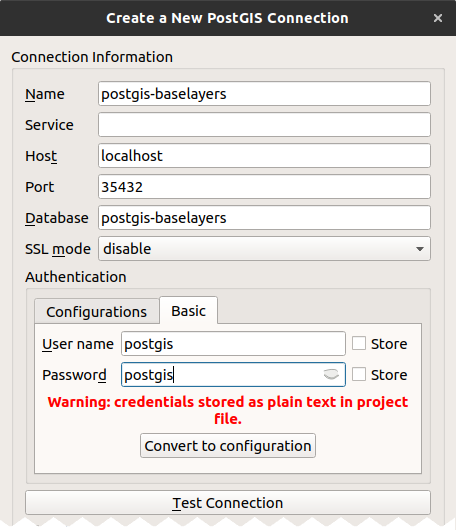 Create a New PostGIS Connection
Connection Information
Name postgis-baselayers
Service
Host localhost
Port 35432
Database postgis-baselayers
SSL mode disable
Authentication
Configurations Basic
User name postgis Store
Password postgis Store
Warning: credentials stored as plain text in project
file.
Convert to configuration
Test Connection